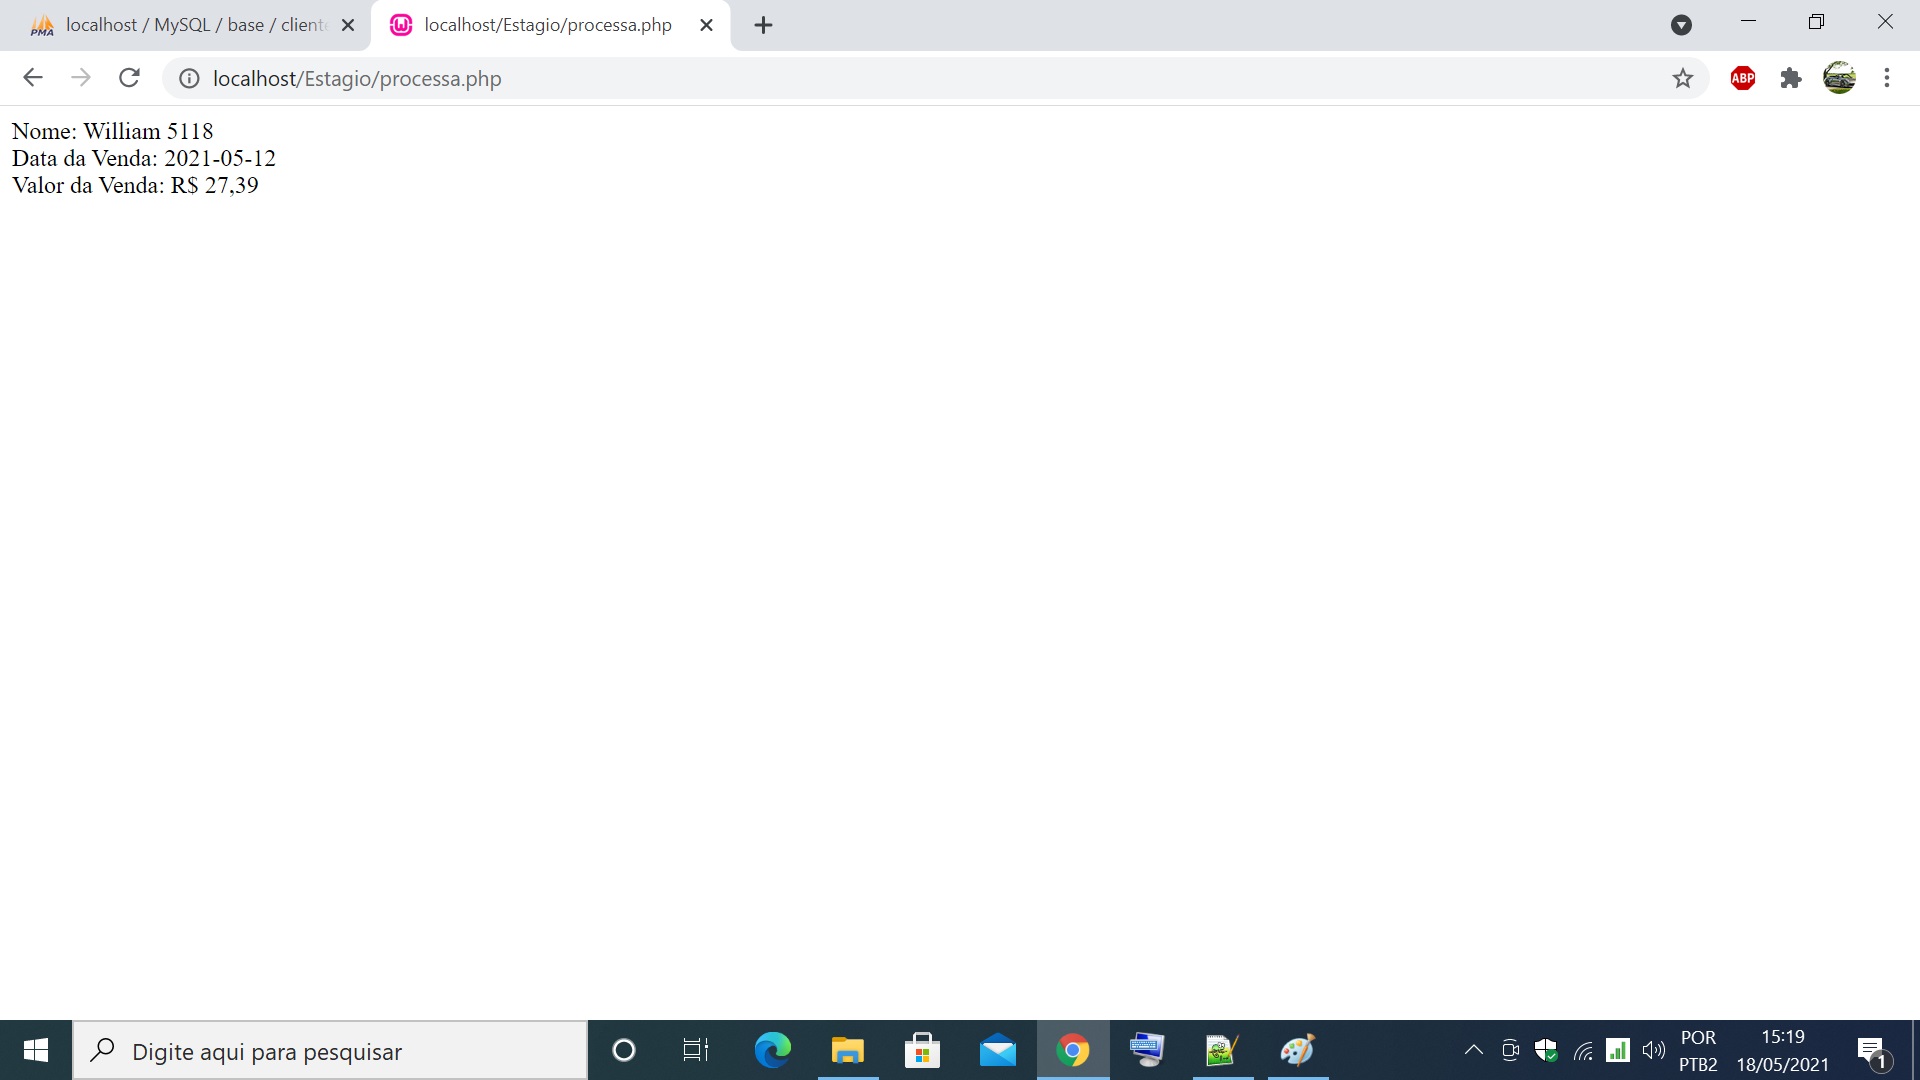 PMA localhost / MySQL / base / client
localhost/Estagio/processa.php
localhost/Estagio/processa.php
ABP
Nome: William 5118
Data da Venda: 2021-05-12
Valor da Venda: R$ 27,39
Digite aqui para pesquisar
POR
PTB2
15:19
18/05/2021
1